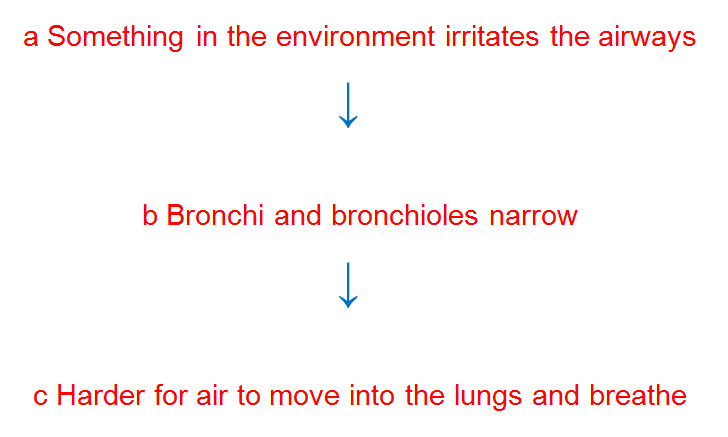 a Something in the environment irritates the airways
b Bronchi and bronchioles narrow
c Harder for air to move into the lungs and breathe